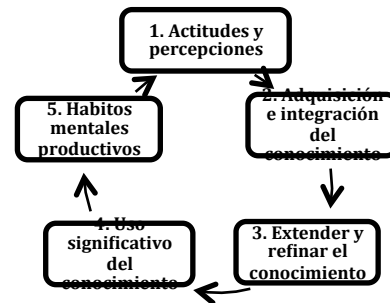 1. Actitudes y
percepciones
2. Adquisición
e integración
del
conocimiento
3. Extender y
refinar el
conocimiento
4. Uso
significativo
del
conocimiento
5. Habitos
mentales
productivos